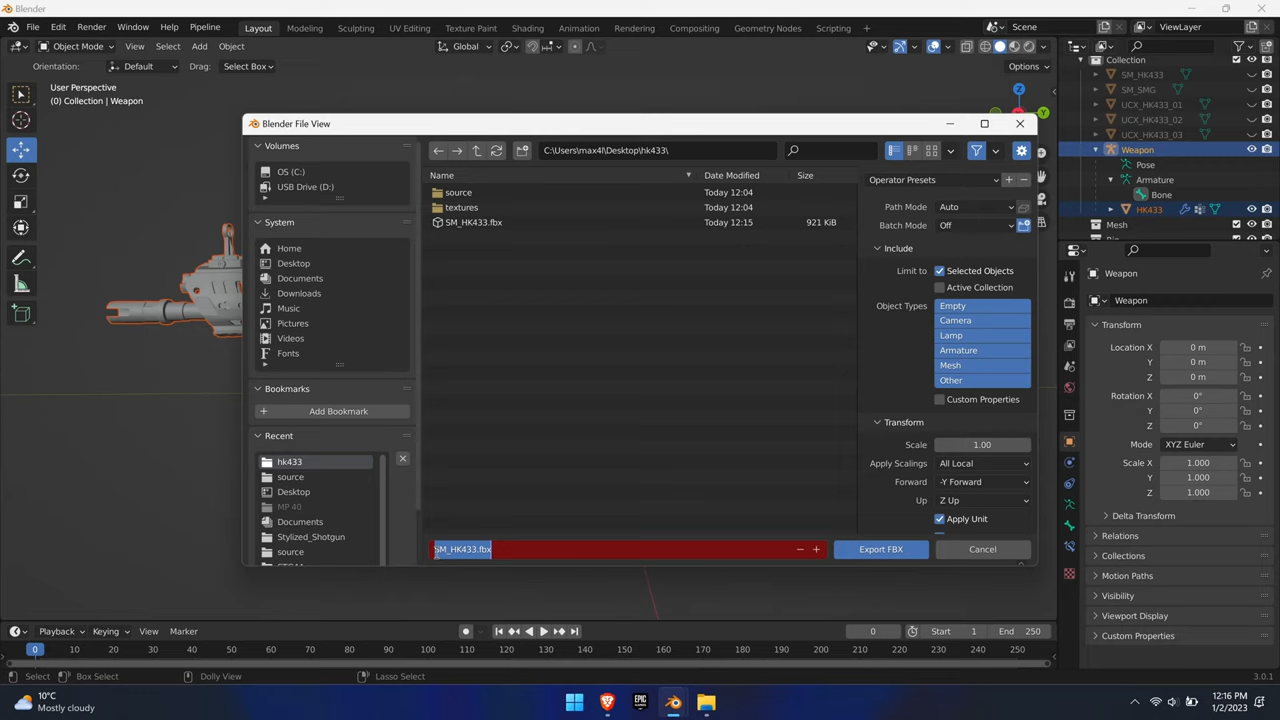 Blender
File Edit Render Window Help Pipeline Layout Modeling Sculpting UV Editing Texture Paint Shading Animation Rendering Compositing Geometry Nodes Scripting Scene ViewLayer
Object Mode View Select Add Object Global
Orientation: Default Drag: Select Box Options
User Perspective
(0) Collection | Weapon
Z
Y
Blender File View
Volumes
OS (C:)
USB Drive (D:)
System
Home
Desktop
Documents
Downloads
Music
Pictures
Videos
Fonts
Bookmarks
Add Bookmark
Recent
hk433
source
Desktop
MP 40
Documents
Stylized_Shotgun
source
C:\Users\max4l\Desktop\hk433\
Name Date Modified Size
source Today 12:04
textures Today 12:04
SM_HK433.fbx Today 12:15 921 KiB
Operator Presets
Path Mode Auto
Batch Mode Off
Include
Limit to Selected Objects
Active Collection
Object Types Empty
Camera
Lamp
Armature
Mesh
Other
Custom Properties
Transform
Scale 1.00
Apply Scalings All Local
Forward -Y Forward
Up Z Up
Apply Unit
SM_HK433.fbx Export FBX Cancel
Collection
SM_HK433
SM_SMG
UCX_HK433_01
UCX_HK433_02
UCX_HK433_03
Weapon
Pose
Armature
Bone
HK433
Mesh
Weapon
Weapon
Transform
Location X 0 m
Y 0 m
Z 0 m
Rotation X 0°
Y 0°
Z 0°
Mode XYZ Euler
Scale X 1.000
Y 1.000
Z 1.000
Delta Transform
Relations
Collections
Motion Paths
Visibility
Viewport Display
Custom Properties
Playback Keying View Marker 0 Start 1 End 250
0 10 20 30 40 50 60 70 80 90 100 110 120 130 140 150 160 170 180 190 200 210 220 230 240 250
Select Box Select Dolly View Lasso Select 3.0.1
10°C
Mostly cloudy
EPIC
12:16 PM
1/2/2023